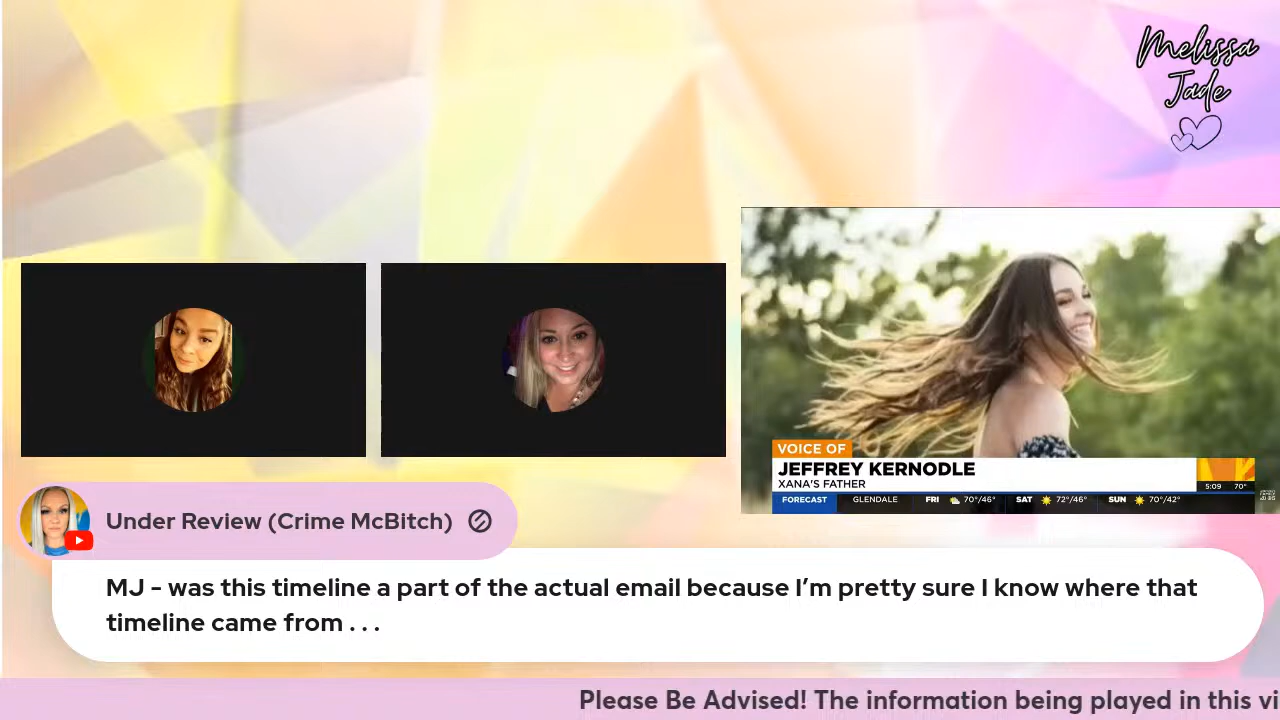 Melissa
Jade
VOICE OF
JEFFREY KERNODLE
XANA'S FATHER
5:09 70°
FORECAST GLENDALE FRI 70°/46° SAT 72°/46° SUN 70°/42°
Under Review (Crime McBitch)
MJ - was this timeline a part of the actual email because I'm pretty sure I know where that
timeline came from . . .
Please Be Advised! The information being played in this vi